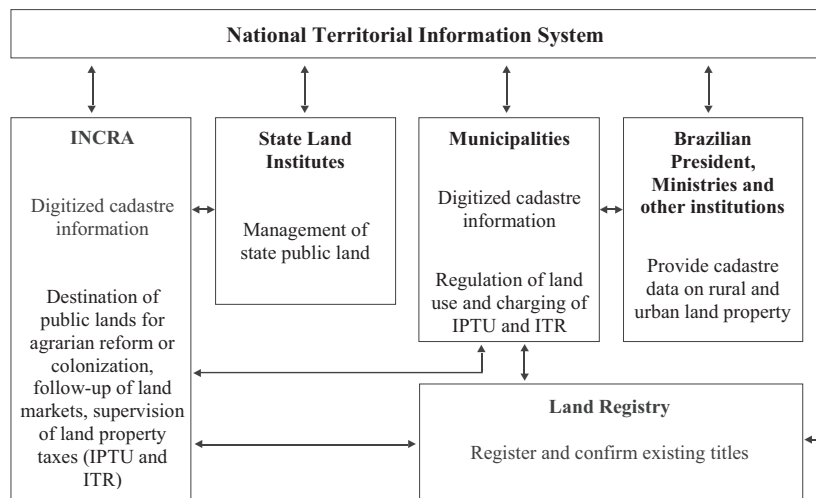 National Territorial Information System
INCRA
Digitized cadastre
information
Destination of
public lands for
agrarian reform or
colonization,
follow-up of land
markets, supervision
of land property
taxes (IPTU and
ITR)
State Land
Institutes
Management of
state public land
Municipalities
Digitized cadastre
information
Regulation of land
use and charging of
IPTU and ITR
Brazilian
President,
Ministries and
other institutions
Provide cadastre
data on rural and
urban land property
Land Registry
Register and confirm existing titles